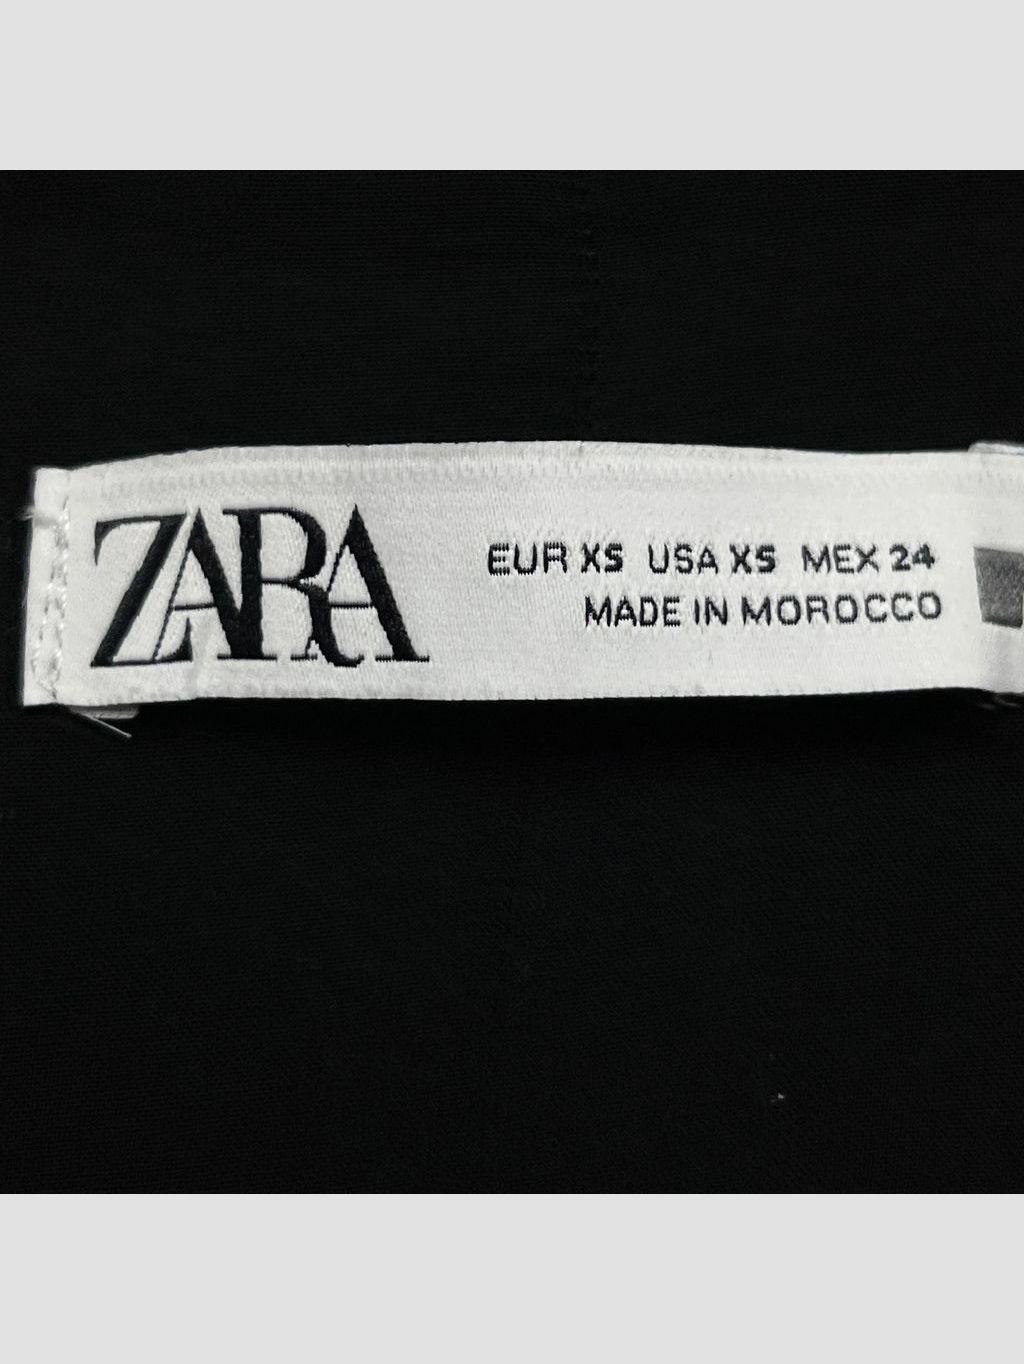 ZARA
EUR XS USA XS MEX 24
MADE IN MOROCCO